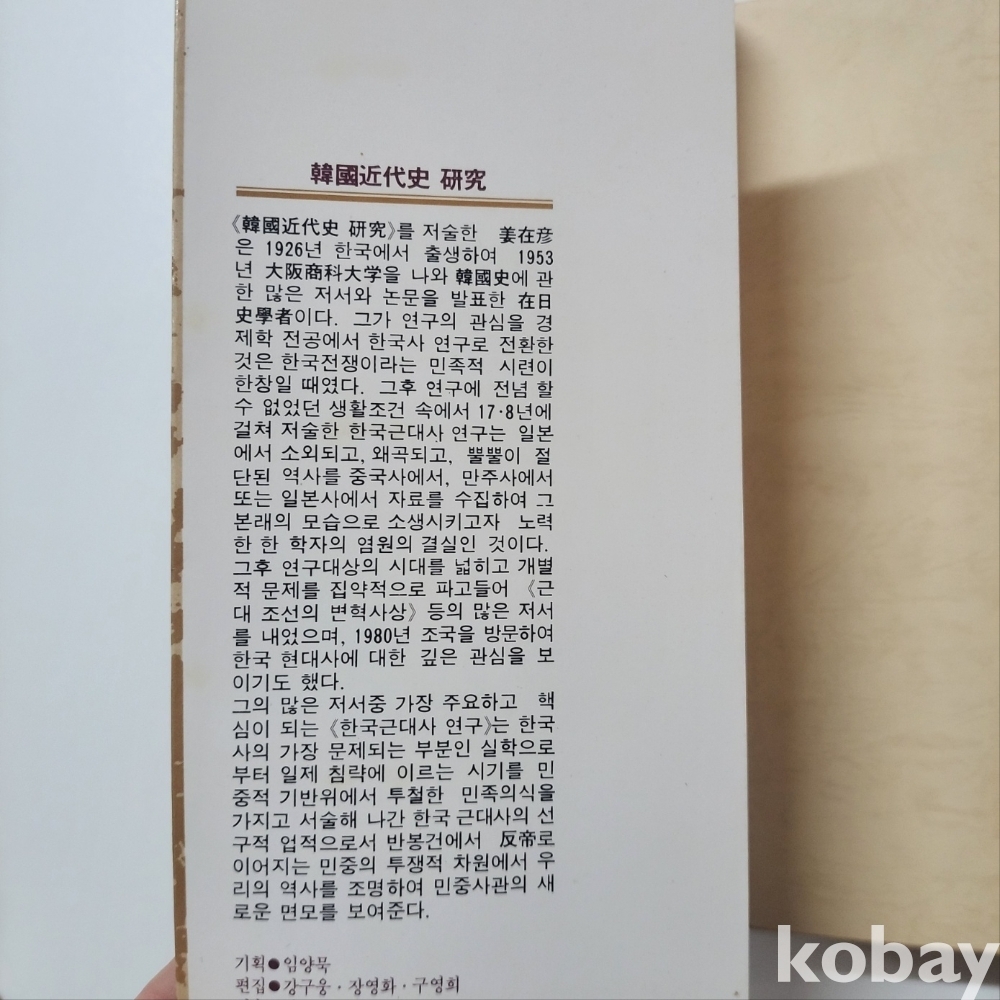 韓國近代史 研究
《韓國近代史 研究》를 저술한 姜在彦
은 1926년 한국에서 출생하여 1953
년 大阪商科大学을 나와 韓國史에 관
한 많은 저서와 논문을 발표한 在日
史學者이다. 그가 연구의 관심을 경
제학 전공에서 한국사 연구로 전환한
것은 한국전쟁이라는 민족적 시련이
한창일 때였다. 그후 연구에 전념 할
수 없었던 생활조건 속에서 17·8년에
걸쳐 저술한 한국근대사 연구는 일본
에서 소외되고, 왜곡되고, 뿔뿔이 절
단된 역사를 중국사에서, 만주사에서
또는 일본사에서 자료를 수집하여 그
본래의 모습으로 소생시키고자 노력
한 한 학자의 염원의 결실인 것이다.
그후 연구대상의 시대를 넓히고 개별
적 문제를 집약적으로 파고들어 《근
대 조선의 변혁사상》 등의 많은 저서
를 내었으며, 1980년 조국을 방문하여
한국 현대사에 대한 깊은 관심을 보
이기도 했다.
그의 많은 저서중 가장 주요하고 핵
심이 되는 《한국근대사 연구》는 한국
사의 가장 문제되는 부분인 실학으로
부터 일제 침략에 이르는 시기를 민
중적 기반위에서 투철한 민족의식을
가지고 서술해 나간 한국 근대사의 선
구적 업적으로서 반봉건에서 反帝로
이어지는 민중의 투쟁적 차원에서 우
리의 역사를 조명하여 민중사관의 새
로운 면모를 보여준다.
기획●임양묵
편집●강구웅·장영화·구영희
kobay